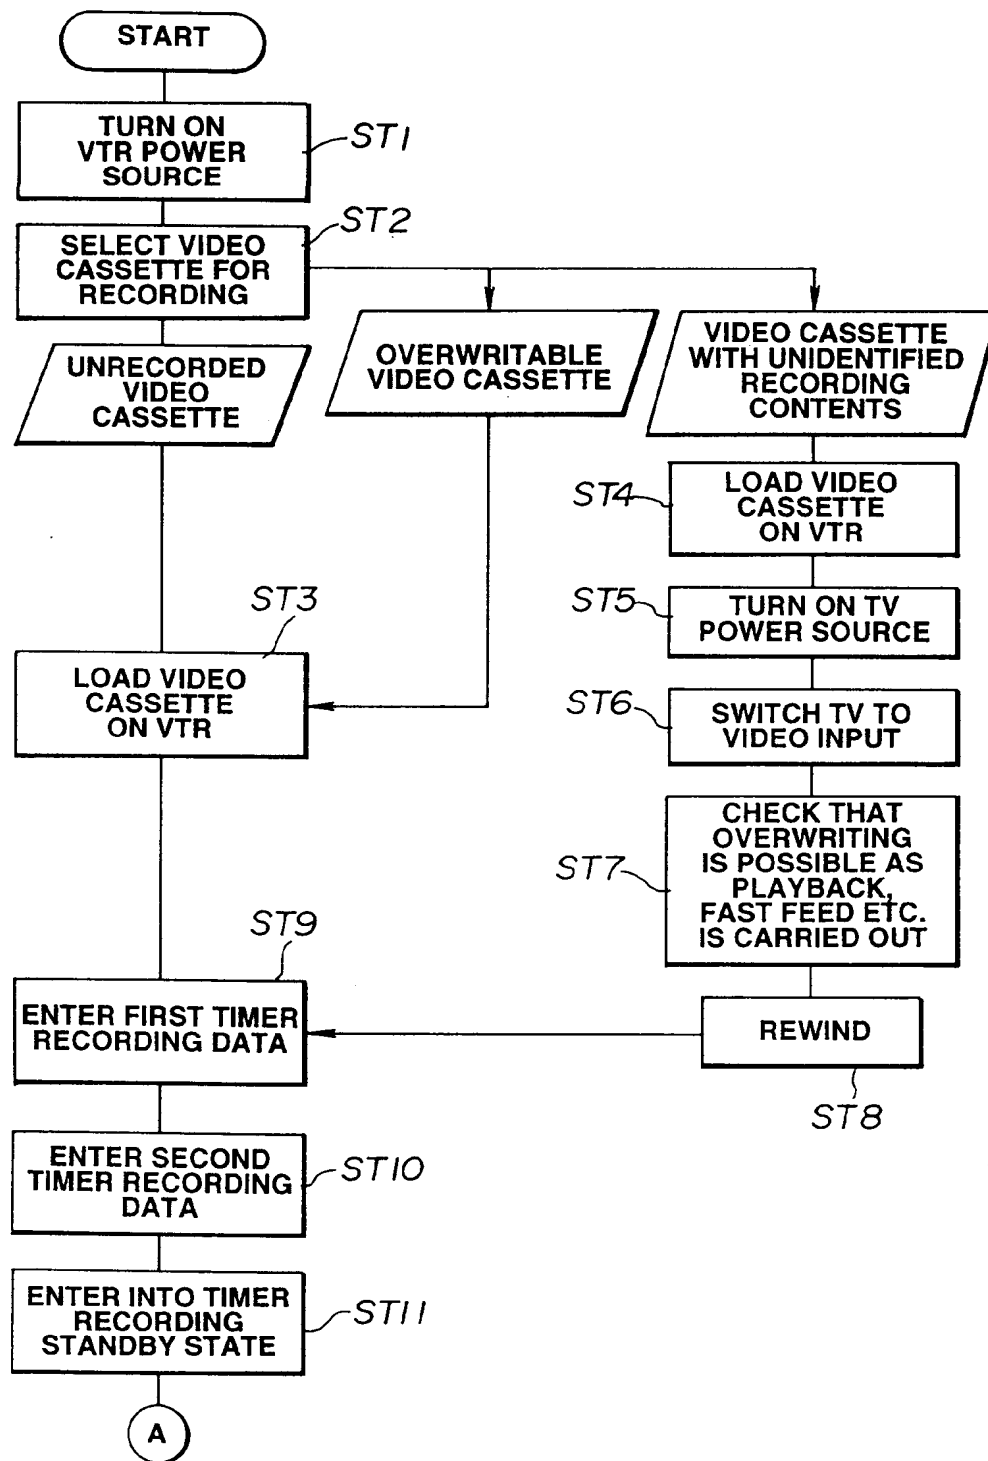 START
TURN ON
VTR POWER
SOURCE
ST1
SELECT VIDEO
CASSETTE FOR
RECORDING
ST2
UNRECORDED
VIDEO
CASSETTE
OVERWRITABLE
VIDEO CASSETTE
VIDEO CASSETTE
WITH UNIDENTIFIED
RECORDING
CONTENTS
ST4
LOAD VIDEO
CASSETTE
ON VTR
ST5
TURN ON TV
POWER SOURCE
ST3
LOAD VIDEO
CASSETTE
ON VTR
ST6
SWITCH TV TO
VIDEO INPUT
ST7
CHECK THAT
OVERWRITING
IS POSSIBLE AS
PLAYBACK,
FAST FEED ETC.
IS CARRIED OUT
ST9
ENTER FIRST TIMER
RECORDING DATA
REWIND
ST8
ENTER SECOND
TIMER RECORDING
DATA
ST10
ENTER INTO TIMER
RECORDING
STANDBY STATE
ST11
A